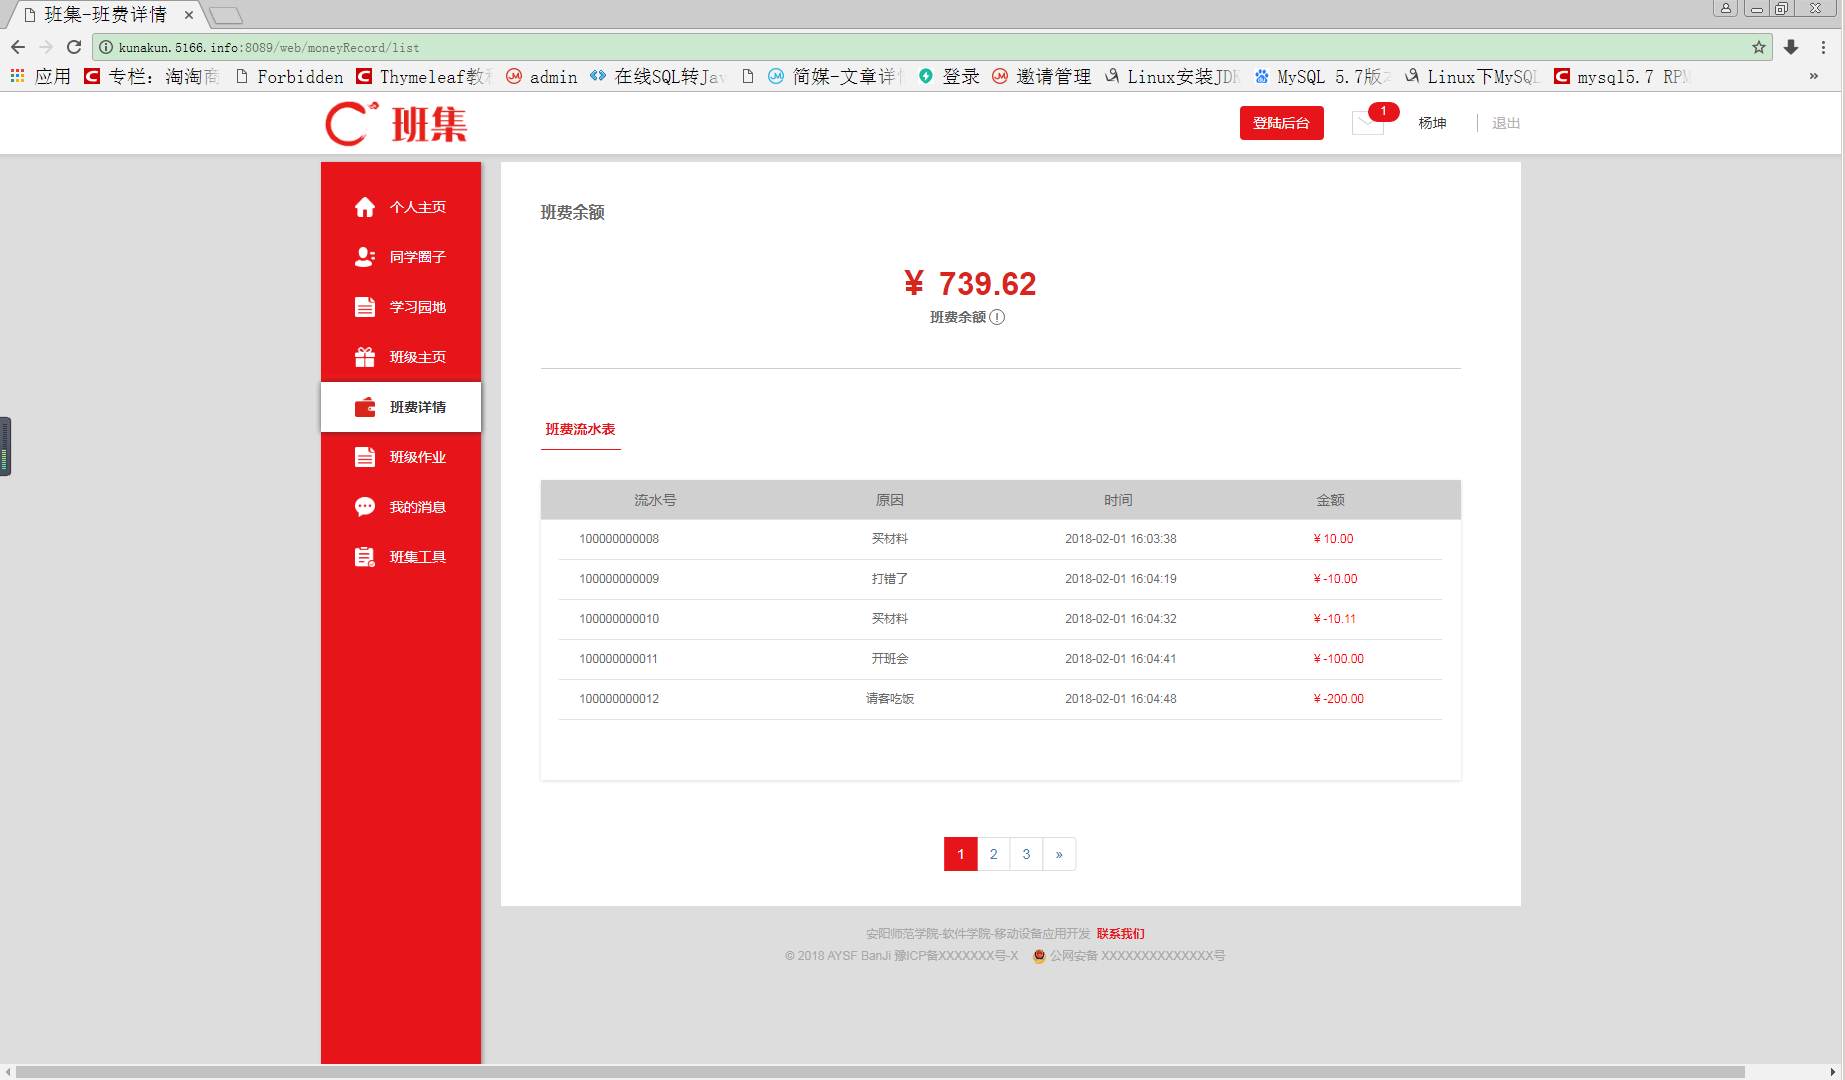 班集-班费详情
kunakun.5166.info:8089/web/moneyRecord/list
应用 专栏：淘淘商 Forbidden Thymeleaf教程 admin 在线SQL转Jav 简媒-文章详情 登录 邀请管理 Linux安装JDK MySQL 5.7版 Linux下MySQL mysql5.7 RPM »
班集 登陆后台 1 杨坤 退出
个人主页
同学圈子
学习园地
班级主页
班费详情
班级作业
我的消息
班集工具
班费余额
¥ 739.62
班费余额
班费流水表
流水号 原因 时间 金额
100000000008 买材料 2018-02-01 16:03:38 ¥ 10.00
100000000009 打错了 2018-02-01 16:04:19 ¥ -10.00
100000000010 买材料 2018-02-01 16:04:32 ¥ -10.11
100000000011 开班会 2018-02-01 16:04:41 ¥ -100.00
100000000012 请客吃饭 2018-02-01 16:04:48 ¥ -200.00
1 2 3 »
安阳师范学院-软件学院-移动设备应用开发 联系我们
© 2018 AYSF BanJi 豫ICP备XXXXXXX号-X 公网安备 XXXXXXXXXXXXXX号